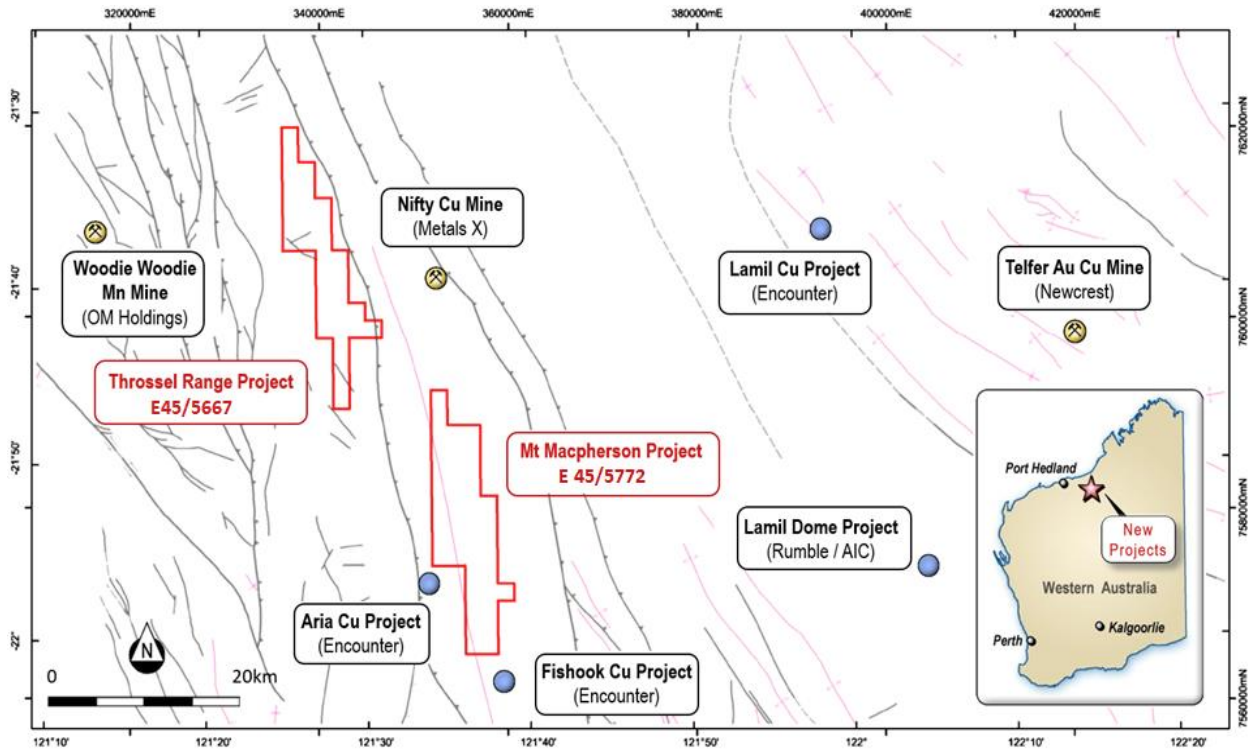 320000mE
340000mE
360000mE
380000mE
400000mE
420000mE
-21°30'
7620000mN
Nifty Cu Mine
(Metals X)
Woodie Woodie
Mn Mine
(OM Holdings)
Lamil Cu Project
(Encounter)
Telfer Au Cu Mine
(Newcrest)
-21°40'
7600000mN
Throssel Range Project
E45/5667
Mt Macpherson Project
E 45/5772
-21°50'
7580000mN
Port Hedland
New
Projects
Western Australia
Kalgoorlie
Perth
Lamil Dome Project
(Rumble / AIC)
Aria Cu Project
(Encounter)
Fishook Cu Project
(Encounter)
-22°
7560000mN
N
0
20km
121°10'
121°20'
121°30'
121°40'
121°50'
122°
122°10'
122°20'